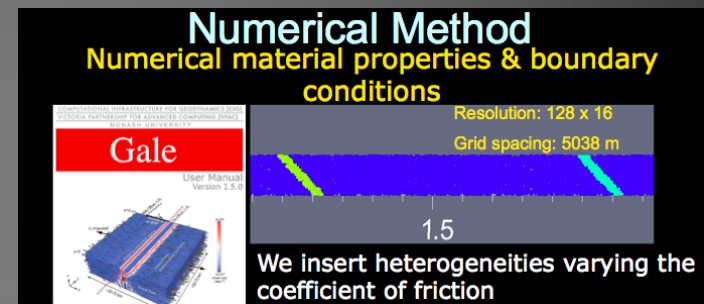 Numerical Method
Numerical material properties & boundary
conditions
COMPUTATIONAL INFRASTRUCTURE FOR GEODYNAMICS (CIG)
VICTORIA PARTNERSHIP FOR ADVANCED COMPUTING (VPAC)
MONASH UNIVERSITY
Gale
User Manual
Version 1.5.0
Resolution: 128 x 16
Grid spacing: 5038 m
1.5
We insert heterogeneities varying the
coefficient of friction